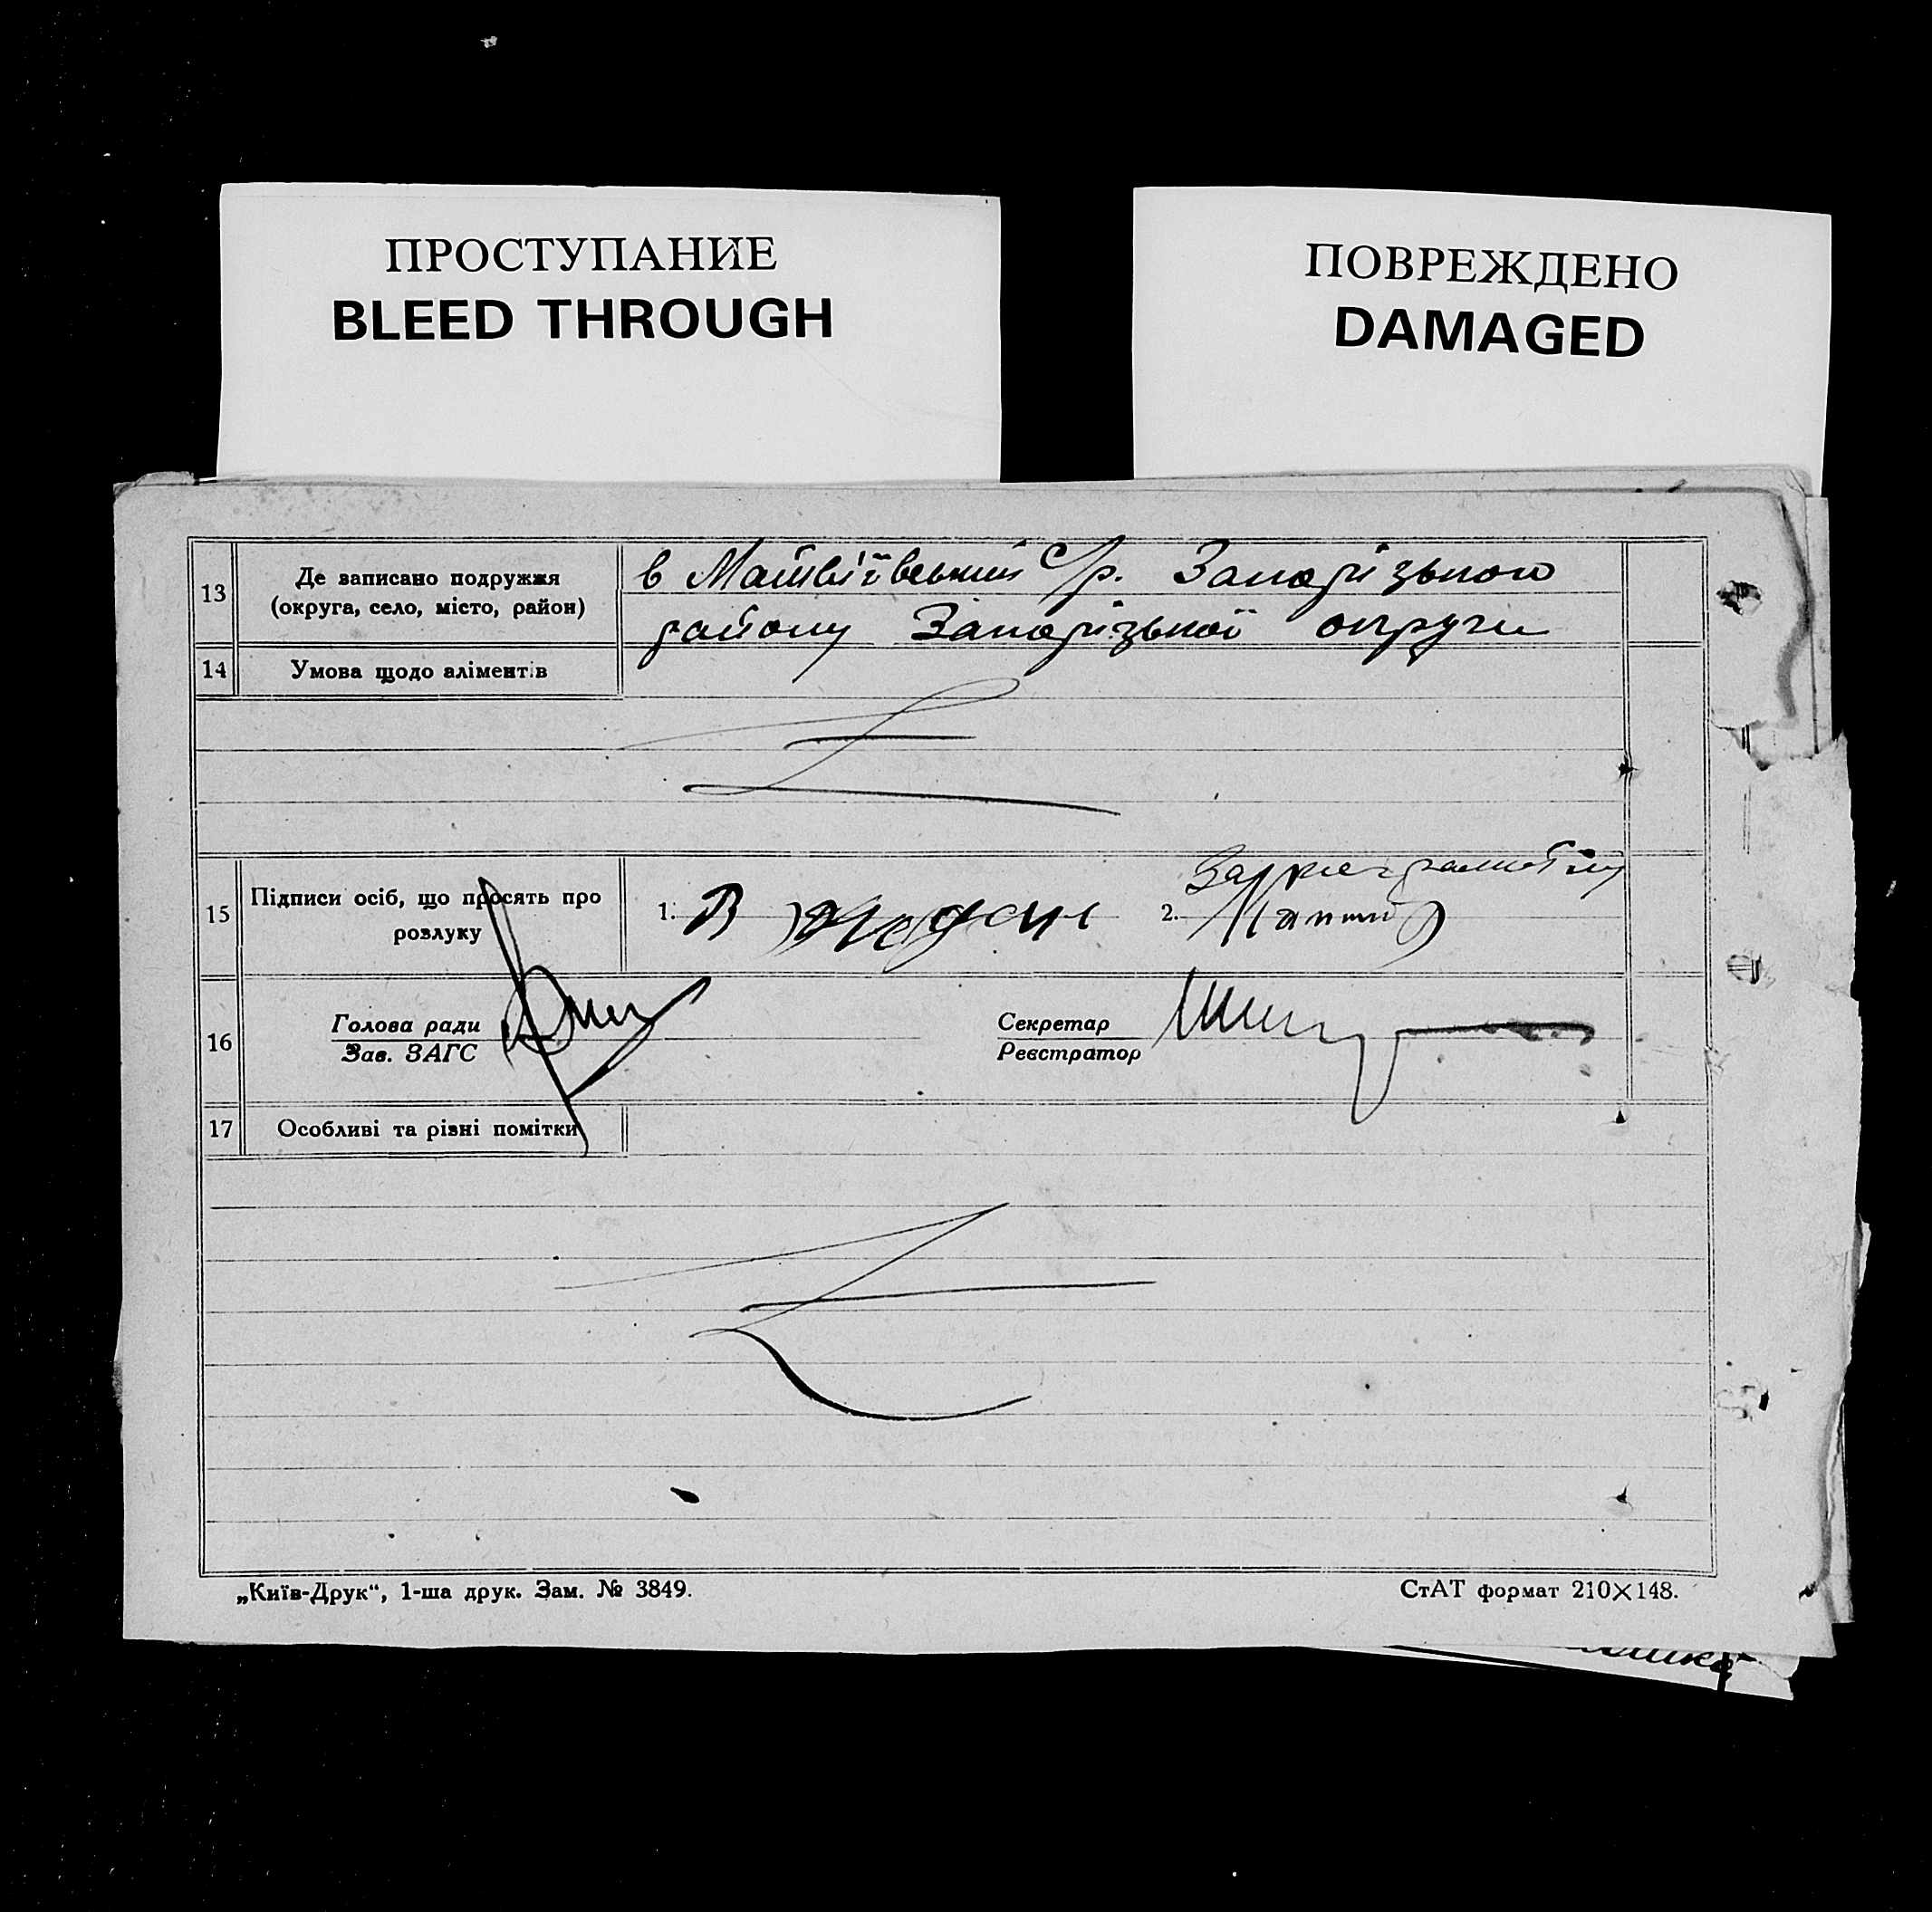 ПРОСТУПАНИЕ
BLEED THROUGH
ПОВРЕЖДЕНО
DAMAGED
13
Де записано подружжя
(округа, село, місто, район)
в Матвіївський с/р. Запорізького
району Запорізької округи
14
Умова щодо аліментів
15
Підписи осіб, що просять про
розлуку
1.
2.
За неграмотну
16
Голова ради
Зав. ЗАГС
Секретар
Реєстратор
17
Особливі та різні помітки
„Київ-Друк“, 1-ша друк. Зам. № 3849.
СтАТ формат 210×148.